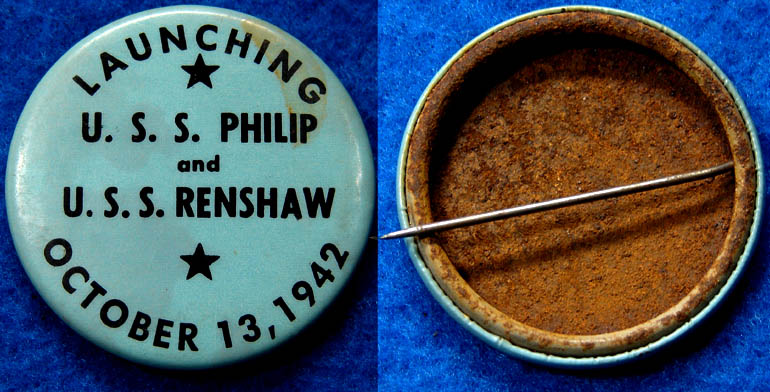 LAUNCHING
U. S. S. PHILIP
and
U. S. S. RENSHAW
OCTOBER 13, 1942